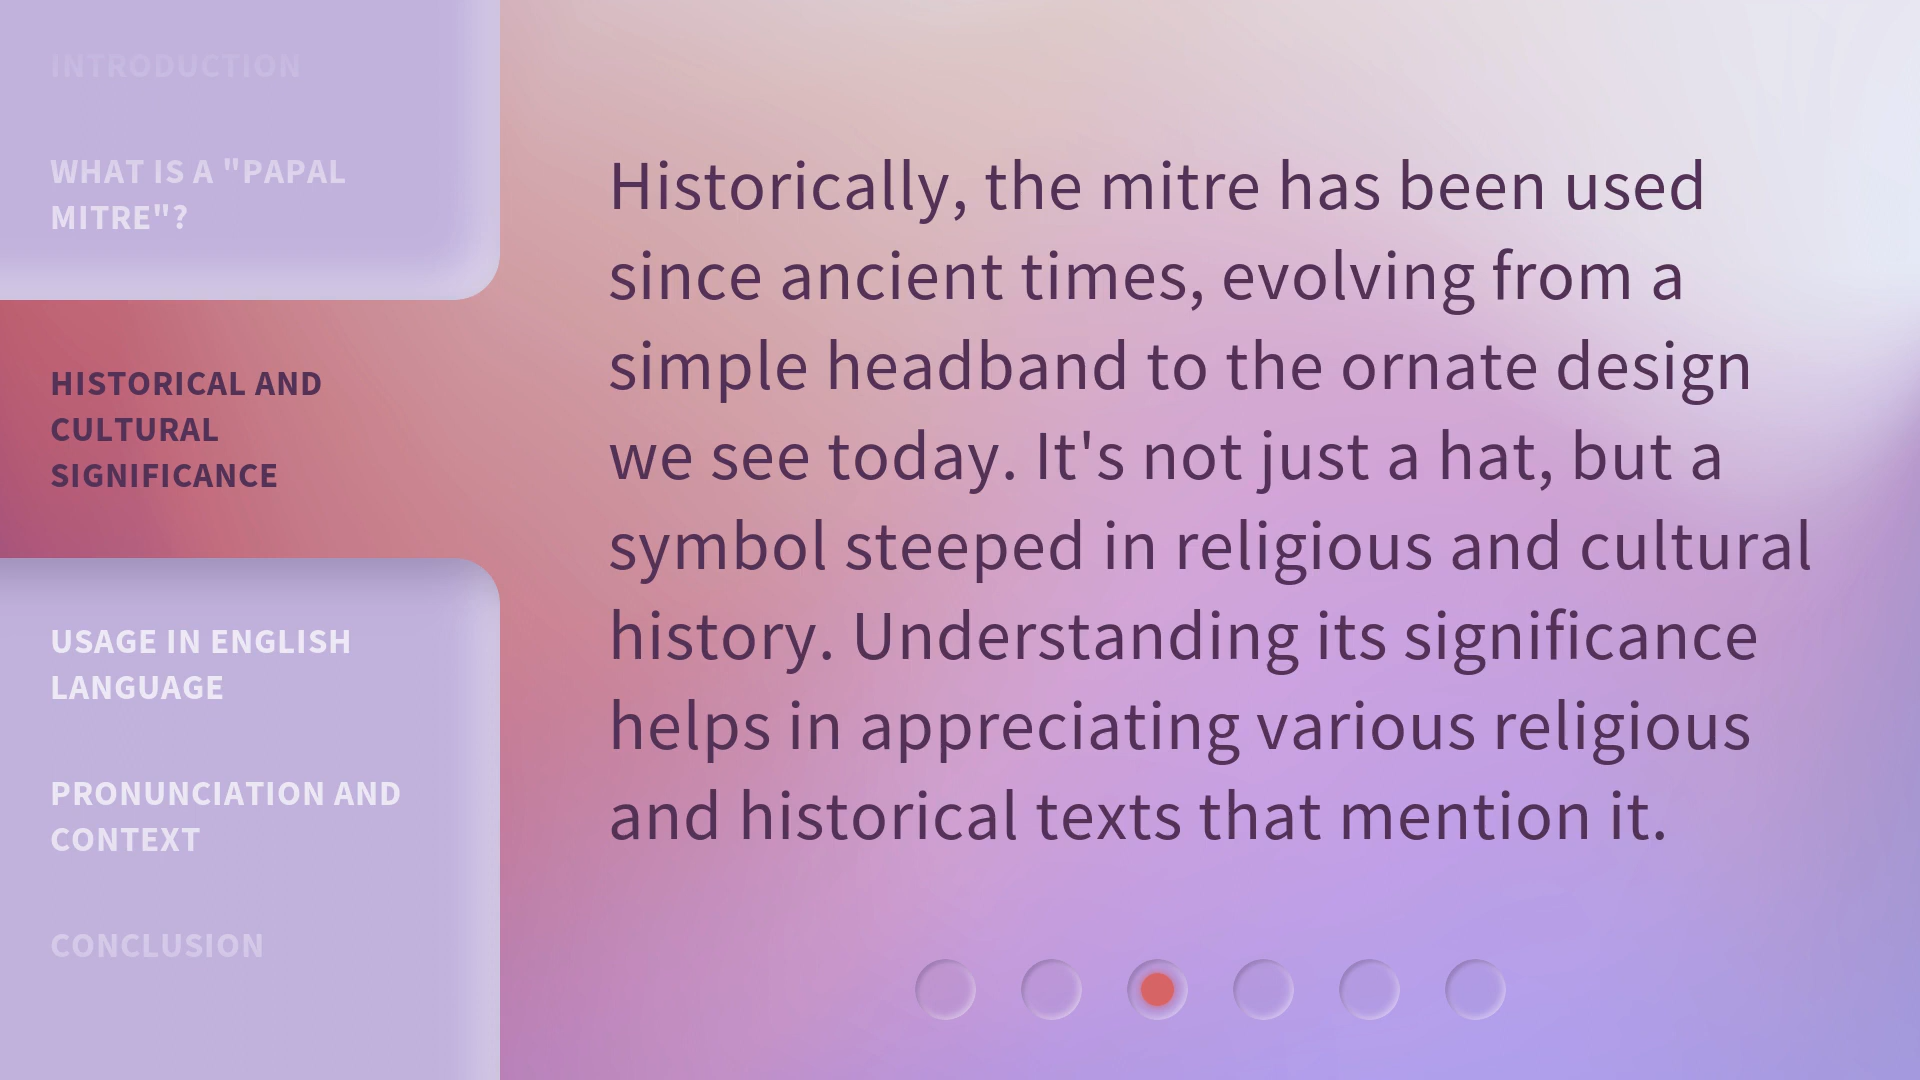 INTRODUCTION
WHAT IS A "PAPAL
MITRE"?
HISTORICAL AND
CULTURAL
SIGNIFICANCE
USAGE IN ENGLISH
LANGUAGE
PRONUNCIATION AND
CONTEXT
CONCLUSION
Historically, the mitre has been used
since ancient times, evolving from a
simple headband to the ornate design
we see today. It's not just a hat, but a
symbol steeped in religious and cultural
history. Understanding its significance
helps in appreciating various religious
and historical texts that mention it.